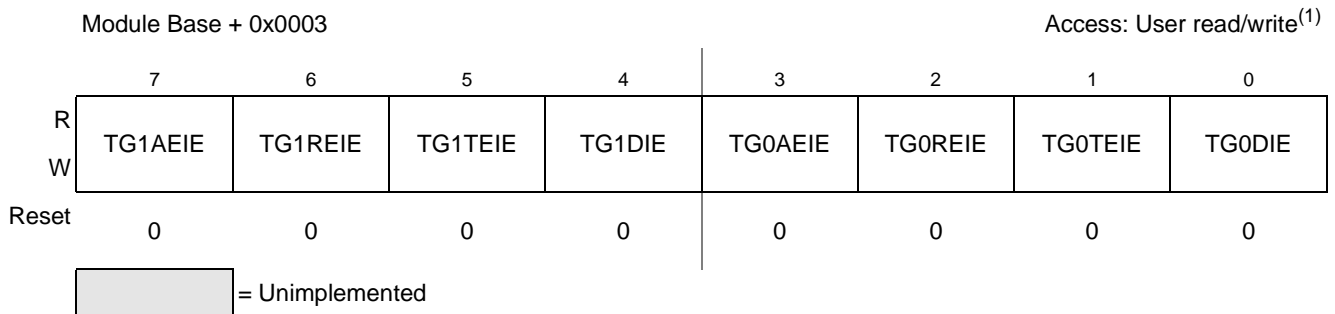 Module Base + 0x0003 Access: User read/write(1)
7 6 5 4 3 2 1 0
R
TG1AEIE TG1REIE TG1TEIE TG1DIE TG0AEIE TG0REIE TG0TEIE TG0DIE
W
Reset 0 0 0 0 0 0 0 0
= Unimplemented